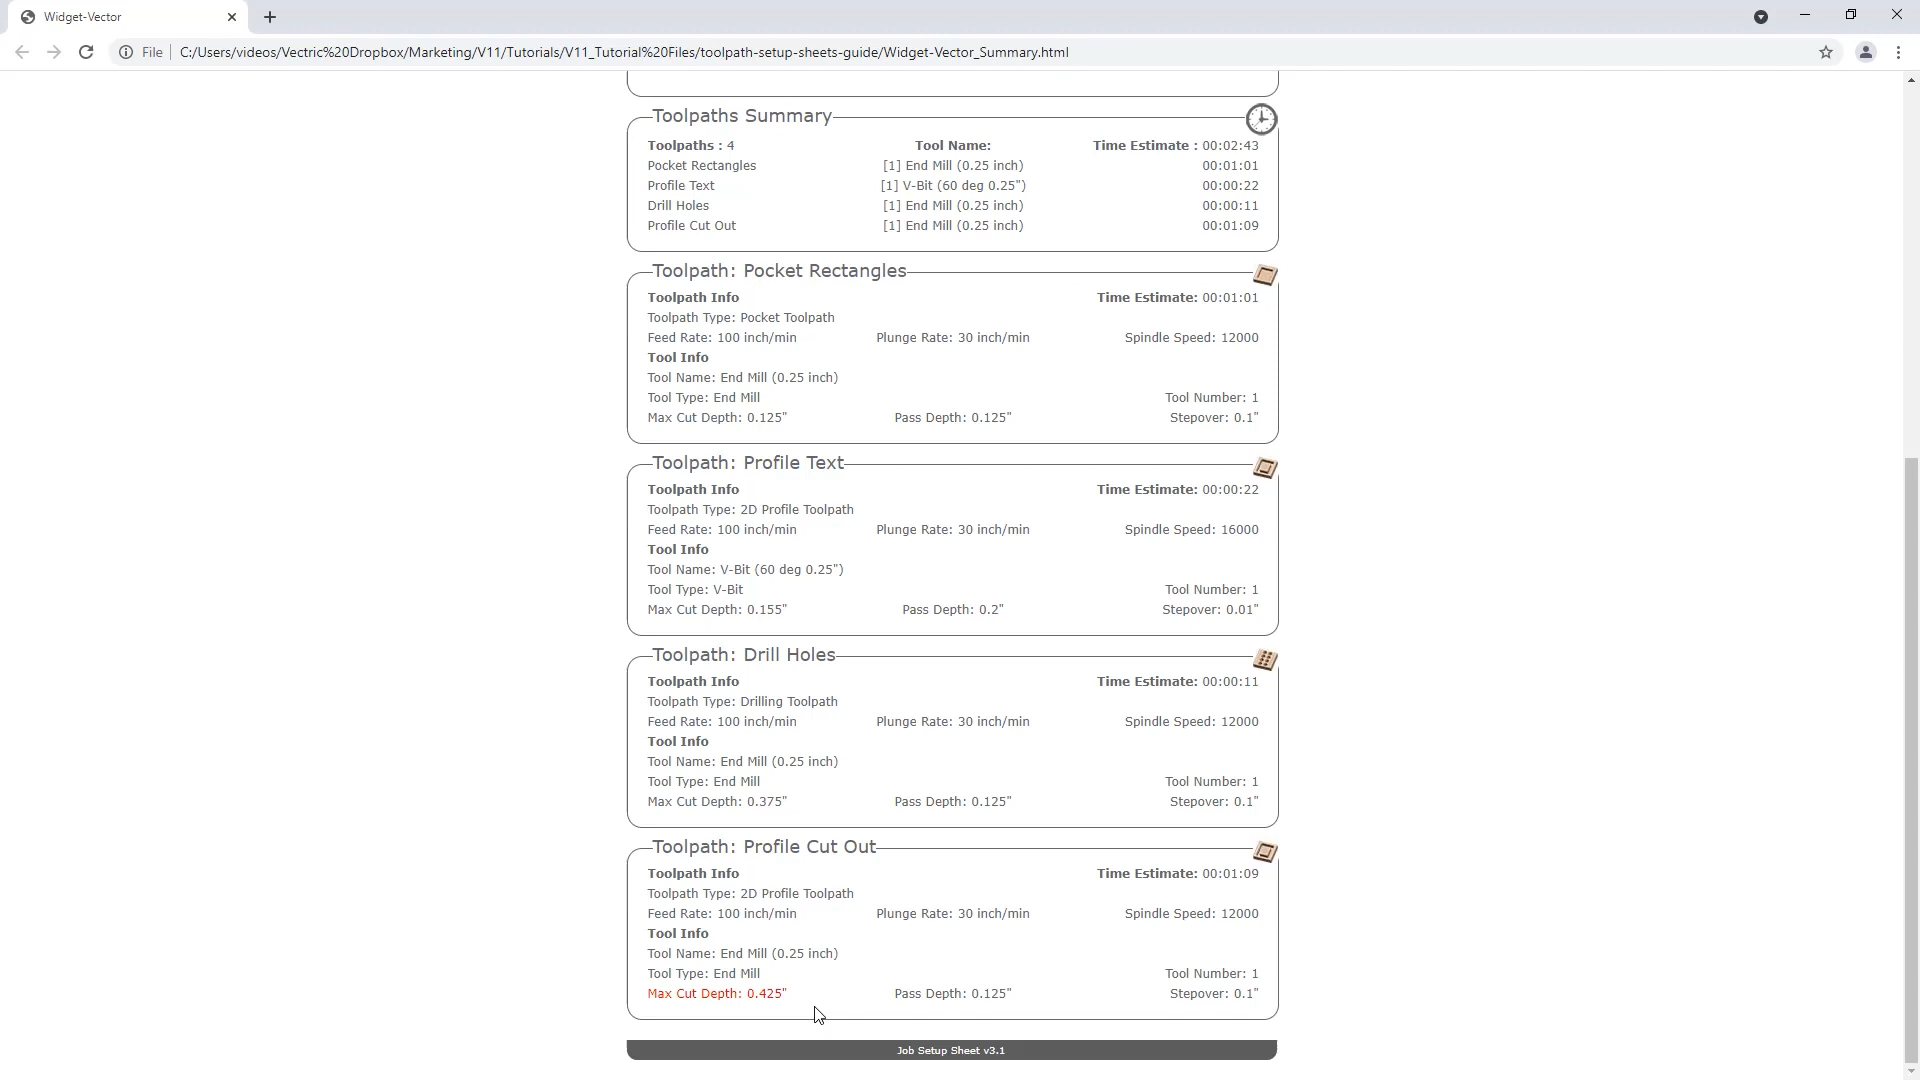 Widget-Vector
File | C:/Users/videos/Vectric%20Dropbox/Marketing/V11/Tutorials/V11_Tutorial%20Files/toolpath-setup-sheets-guide/Widget-Vector_Summary.html
Toolpaths Summary
Toolpaths : 4 Tool Name: Time Estimate : 00:02:43
Pocket Rectangles [1] End Mill (0.25 inch) 00:01:01
Profile Text [1] V-Bit (60 deg 0.25") 00:00:22
Drill Holes [1] End Mill (0.25 inch) 00:00:11
Profile Cut Out [1] End Mill (0.25 inch) 00:01:09
Toolpath: Pocket Rectangles
Toolpath Info Time Estimate: 00:01:01
Toolpath Type: Pocket Toolpath
Feed Rate: 100 inch/min Plunge Rate: 30 inch/min Spindle Speed: 12000
Tool Info
Tool Name: End Mill (0.25 inch)
Tool Type: End Mill Tool Number: 1
Max Cut Depth: 0.125" Pass Depth: 0.125" Stepover: 0.1"
Toolpath: Profile Text
Toolpath Info Time Estimate: 00:00:22
Toolpath Type: 2D Profile Toolpath
Feed Rate: 100 inch/min Plunge Rate: 30 inch/min Spindle Speed: 16000
Tool Info
Tool Name: V-Bit (60 deg 0.25")
Tool Type: V-Bit Tool Number: 1
Max Cut Depth: 0.155" Pass Depth: 0.2" Stepover: 0.01"
Toolpath: Drill Holes
Toolpath Info Time Estimate: 00:00:11
Toolpath Type: Drilling Toolpath
Feed Rate: 100 inch/min Plunge Rate: 30 inch/min Spindle Speed: 12000
Tool Info
Tool Name: End Mill (0.25 inch)
Tool Type: End Mill Tool Number: 1
Max Cut Depth: 0.375" Pass Depth: 0.125" Stepover: 0.1"
Toolpath: Profile Cut Out
Toolpath Info Time Estimate: 00:01:09
Toolpath Type: 2D Profile Toolpath
Feed Rate: 100 inch/min Plunge Rate: 30 inch/min Spindle Speed: 12000
Tool Info
Tool Name: End Mill (0.25 inch)
Tool Type: End Mill Tool Number: 1
Max Cut Depth: 0.425" Pass Depth: 0.125" Stepover: 0.1"
Job Setup Sheet v3.1